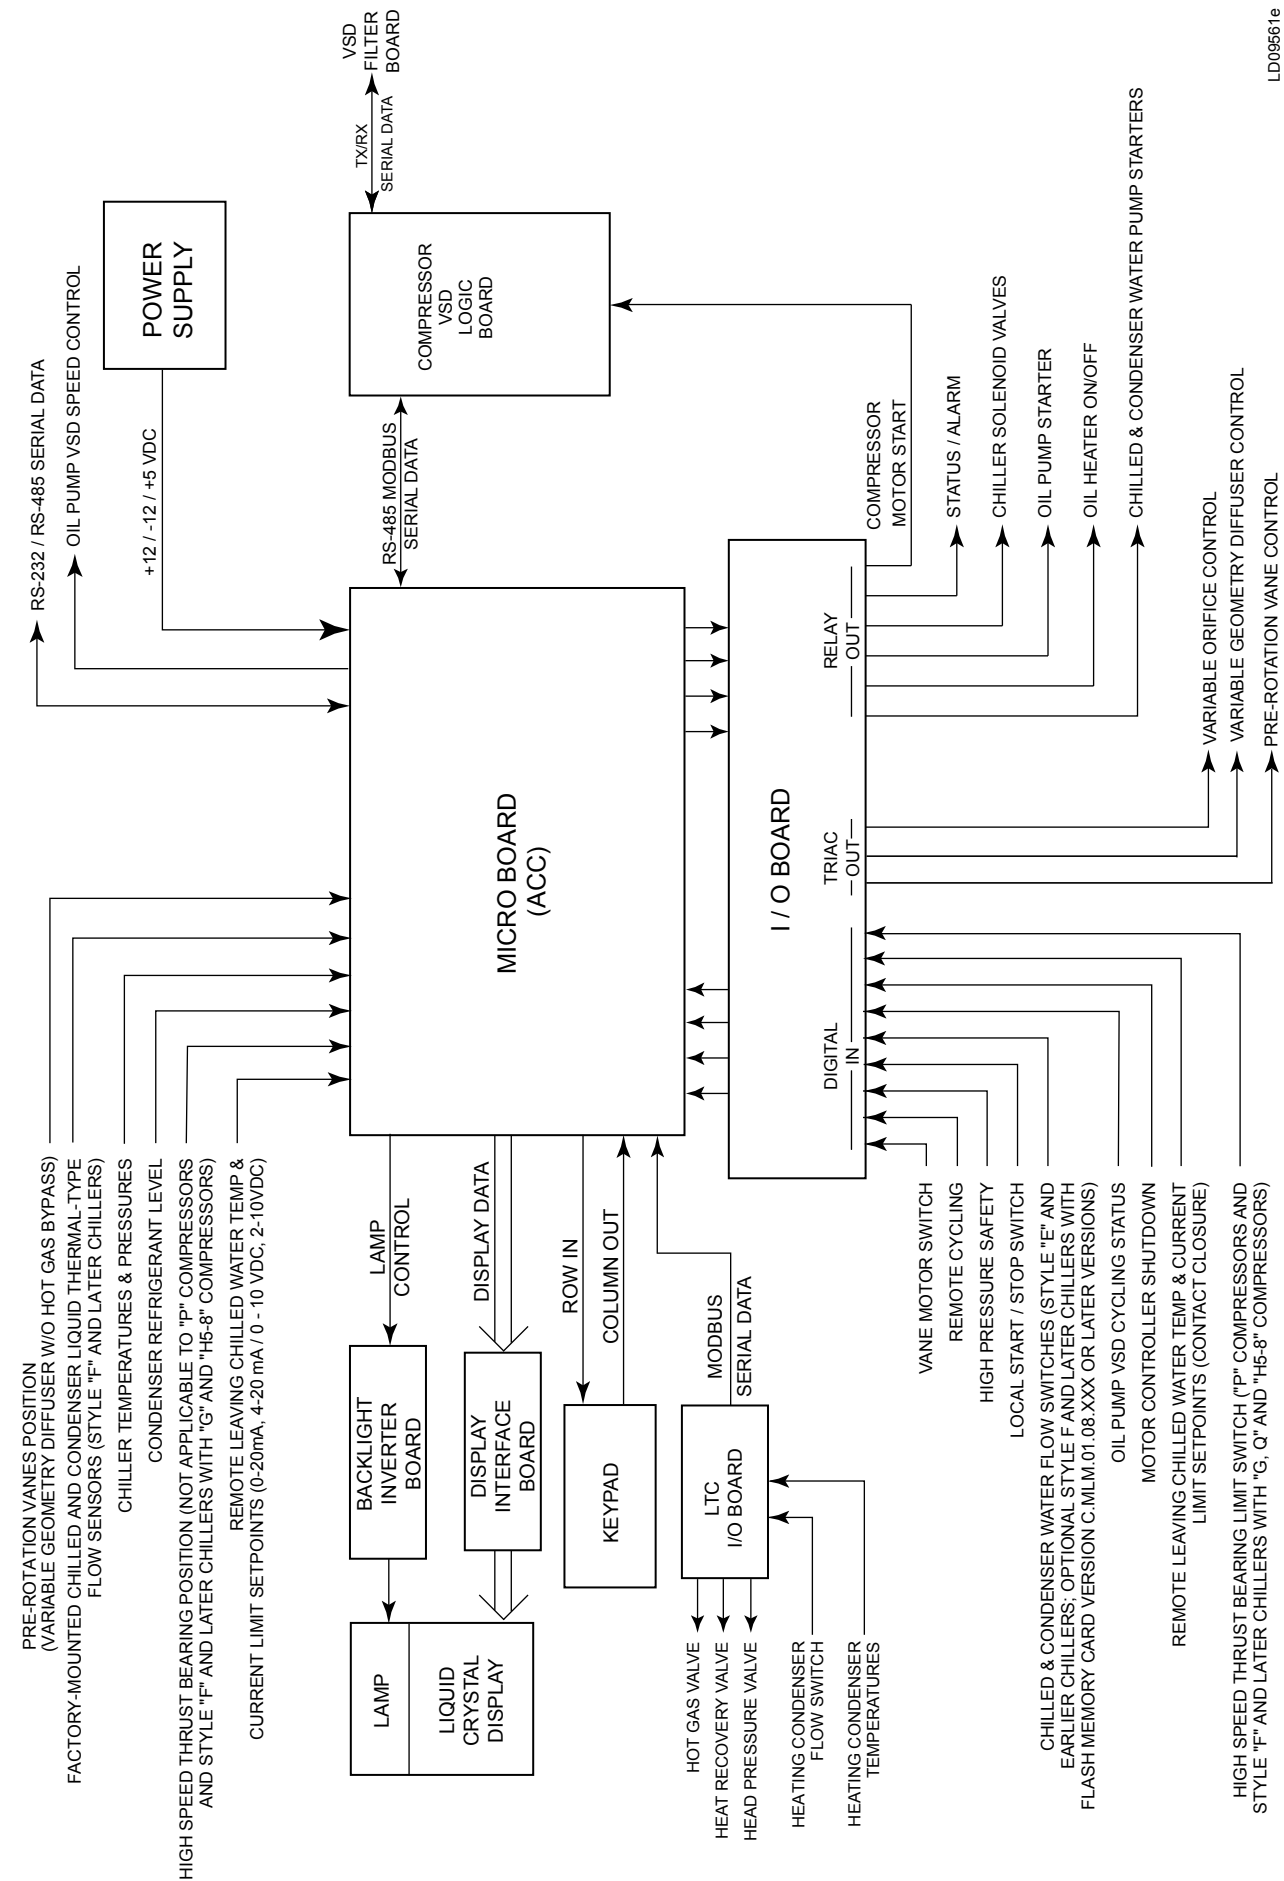 PRE-ROTATION VANES POSITION
(VARIABLE GEOMETRY DIFFUSER W/O HOT GAS BYPASS)
FACTORY-MOUNTED CHILLED AND CONDENSER LIQUID THERMAL-TYPE
FLOW SENSORS (STYLE "F" AND LATER CHILLERS)
CHILLER TEMPERATURES & PRESSURES
CONDENSER REFRIGERANT LEVEL
HIGH SPEED THRUST BEARING POSITION (NOT APPLICABLE TO "P" COMPRESSORS
AND STYLE "F" AND LATER CHILLERS WITH "G" AND "H5-8" COMPRESSORS)
REMOTE LEAVING CHILLED WATER TEMP &
CURRENT LIMIT SETPOINTS (0-20mA, 4-20 mA / 0 - 10 VDC, 2-10VDC)
RS-232 / RS-485 SERIAL DATA
OIL PUMP VSD SPEED CONTROL
+12 / -12 / +5 VDC
POWER
SUPPLY
LAMP
LIQUID
CRYSTAL
DISPLAY
BACKLIGHT
INVERTER
BOARD
LAMP
CONTROL
DISPLAY
INTERFACE
BOARD
DISPLAY DATA
KEYPAD
ROW IN
COLUMN OUT
MICRO BOARD
(ACC)
RS-485 MODBUS
SERIAL DATA
COMPRESSOR
VSD
LOGIC
BOARD
TX/RX
SERIAL DATA
VSD
FILTER
BOARD
HOT GAS VALVE
HEAT RECOVERY VALVE
HEAD PRESSURE VALVE
HEATING CONDENSER
FLOW SWITCH
HEATING CONDENSER
TEMPERATURES
LTC
I/O BOARD
MODBUS
SERIAL DATA
I / O BOARD
DIGITAL
IN
TRIAC
OUT
RELAY
OUT
COMPRESSOR
MOTOR START
STATUS / ALARM
CHILLER SOLENOID VALVES
OIL PUMP STARTER
OIL HEATER ON/OFF
CHILLED & CONDENSER WATER PUMP STARTERS
VARIABLE ORIFICE CONTROL
VARIABLE GEOMETRY DIFFUSER CONTROL
PRE-ROTATION VANE CONTROL
VANE MOTOR SWITCH
REMOTE CYCLING
HIGH PRESSURE SAFETY
LOCAL START / STOP SWITCH
CHILLED & CONDENSER WATER FLOW SWITCHES (STYLE "E" AND
EARLIER CHILLERS; OPTIONAL STYLE F AND LATER CHILLERS WITH
FLASH MEMORY CARD VERSION C.MLM.01.08.XXX OR LATER VERSIONS)
OIL PUMP VSD CYCLING STATUS
MOTOR CONTROLLER SHUTDOWN
REMOTE LEAVING CHILLED WATER TEMP & CURRENT
LIMIT SETPOINTS (CONTACT CLOSURE)
HIGH SPEED THRUST BEARING LIMIT SWITCH ("P" COMPRESSORS AND
STYLE "F" AND LATER CHILLERS WITH "G, Q" AND "H5-8" COMPRESSORS)
LD09561e